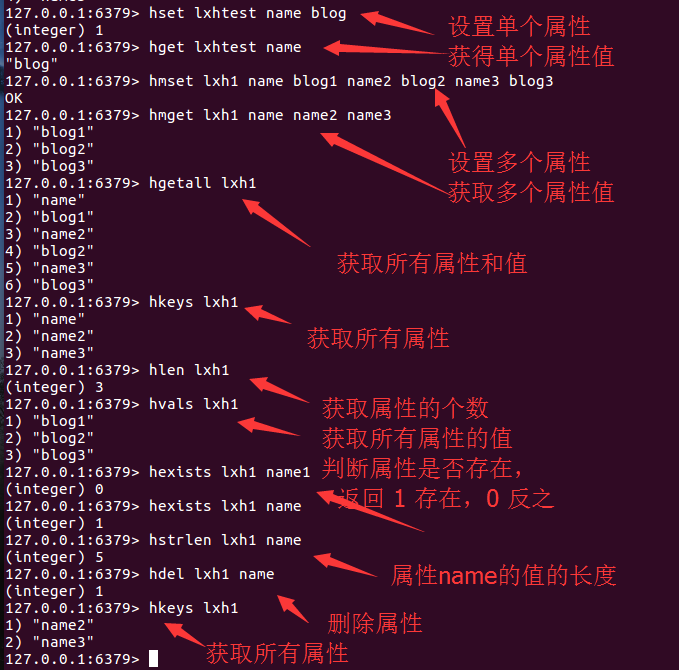 127.0.0.1:6379> hset lxhtest name blog
设置单个属性
(integer) 1
127.0.0.1:6379> hget lxhtest name
获得单个属性值
"blog"
127.0.0.1:6379> hmset lxh1 name blog1 name2 blog2 name3 blog3
OK
127.0.0.1:6379> hmget lxh1 name name2 name3
1) "blog1"
2) "blog2"
设置多个属性
3) "blog3"
127.0.0.1:6379> hgetall lxh1
获取多个属性值
1) "name"
2) "blog1"
3) "name2"
4) "blog2"
获取所有属性和值
5) "name3"
6) "blog3"
127.0.0.1:6379> hkeys lxh1
1) "name"
2) "name2"
获取所有属性
3) "name3"
127.0.0.1:6379> hlen lxh1
(integer) 3
127.0.0.1:6379> hvals lxh1
获取属性的个数
1) "blog1"
2) "blog2"
获取所有属性的值
3) "blog3"
127.0.0.1:6379> hexists lxh1 name1
判断属性是否存在，
(integer) 0
返回 1 存在，0 反之
127.0.0.1:6379> hexists lxh1 name
(integer) 1
127.0.0.1:6379> hstrlen lxh1 name
(integer) 5
127.0.0.1:6379> hdel lxh1 name
属性name的值的长度
(integer) 1
127.0.0.1:6379> hkeys lxh1
删除属性
1) "name2"
2) "name3"
获取所有属性
127.0.0.1:6379>